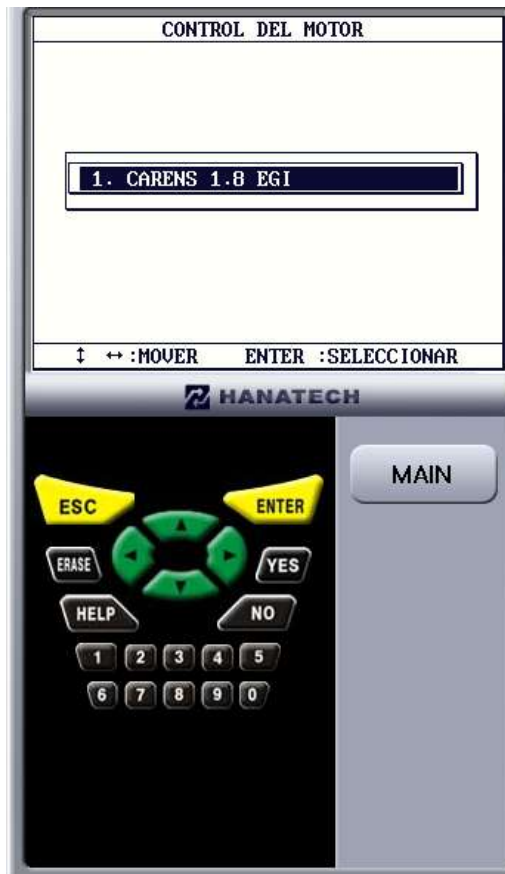 CONTROL DEL MOTOR
1. CARENS 1.8 EGI
↕ ↔ :MOVER ENTER :SELECCIONAR
HANATECH
MAIN
ESC
ENTER
ERASE
YES
HELP
NO
1 2 3 4 5
6 7 8 9 0